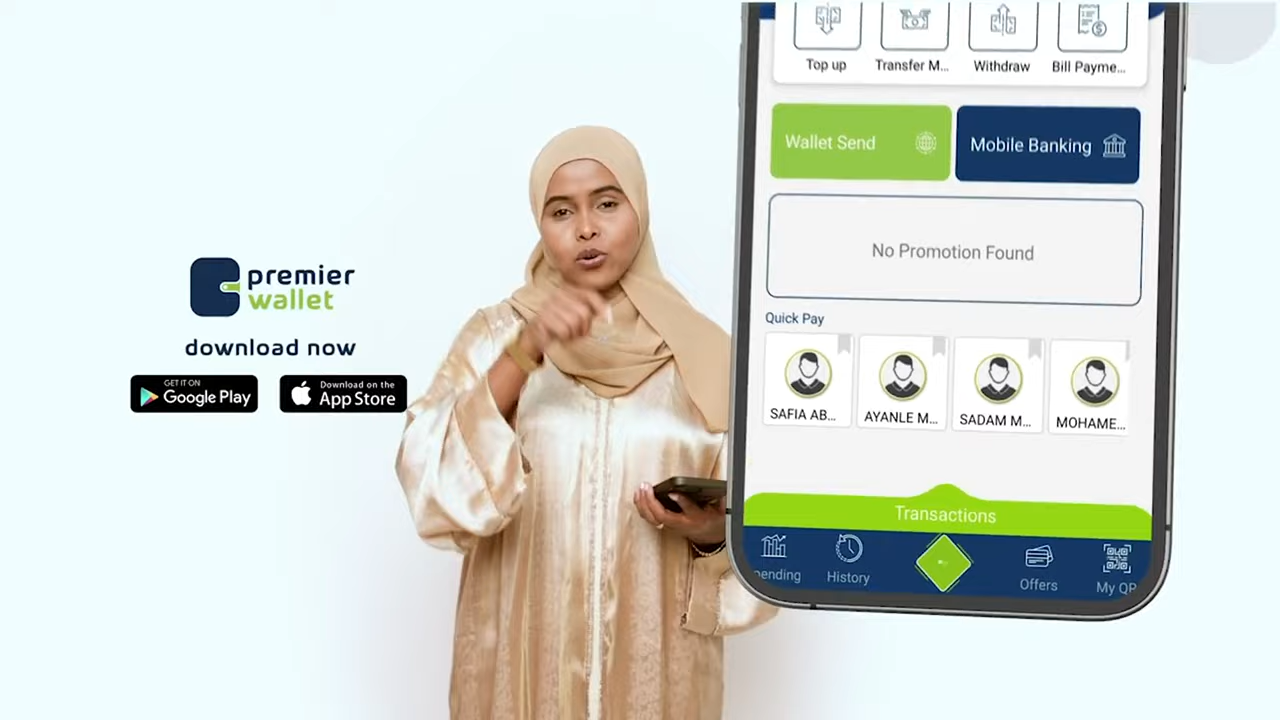 premier
wallet
download now
GET IT ON
Google Play
Download on the
App Store
Top up
Transfer M...
Withdraw
Bill Payme...
Wallet Send
Mobile Banking
No Promotion Found
Quick Pay
SAFIA AB...
AYANLE M...
SADAM M...
MOHAME...
Transactions
pending
History
Offers
My QR